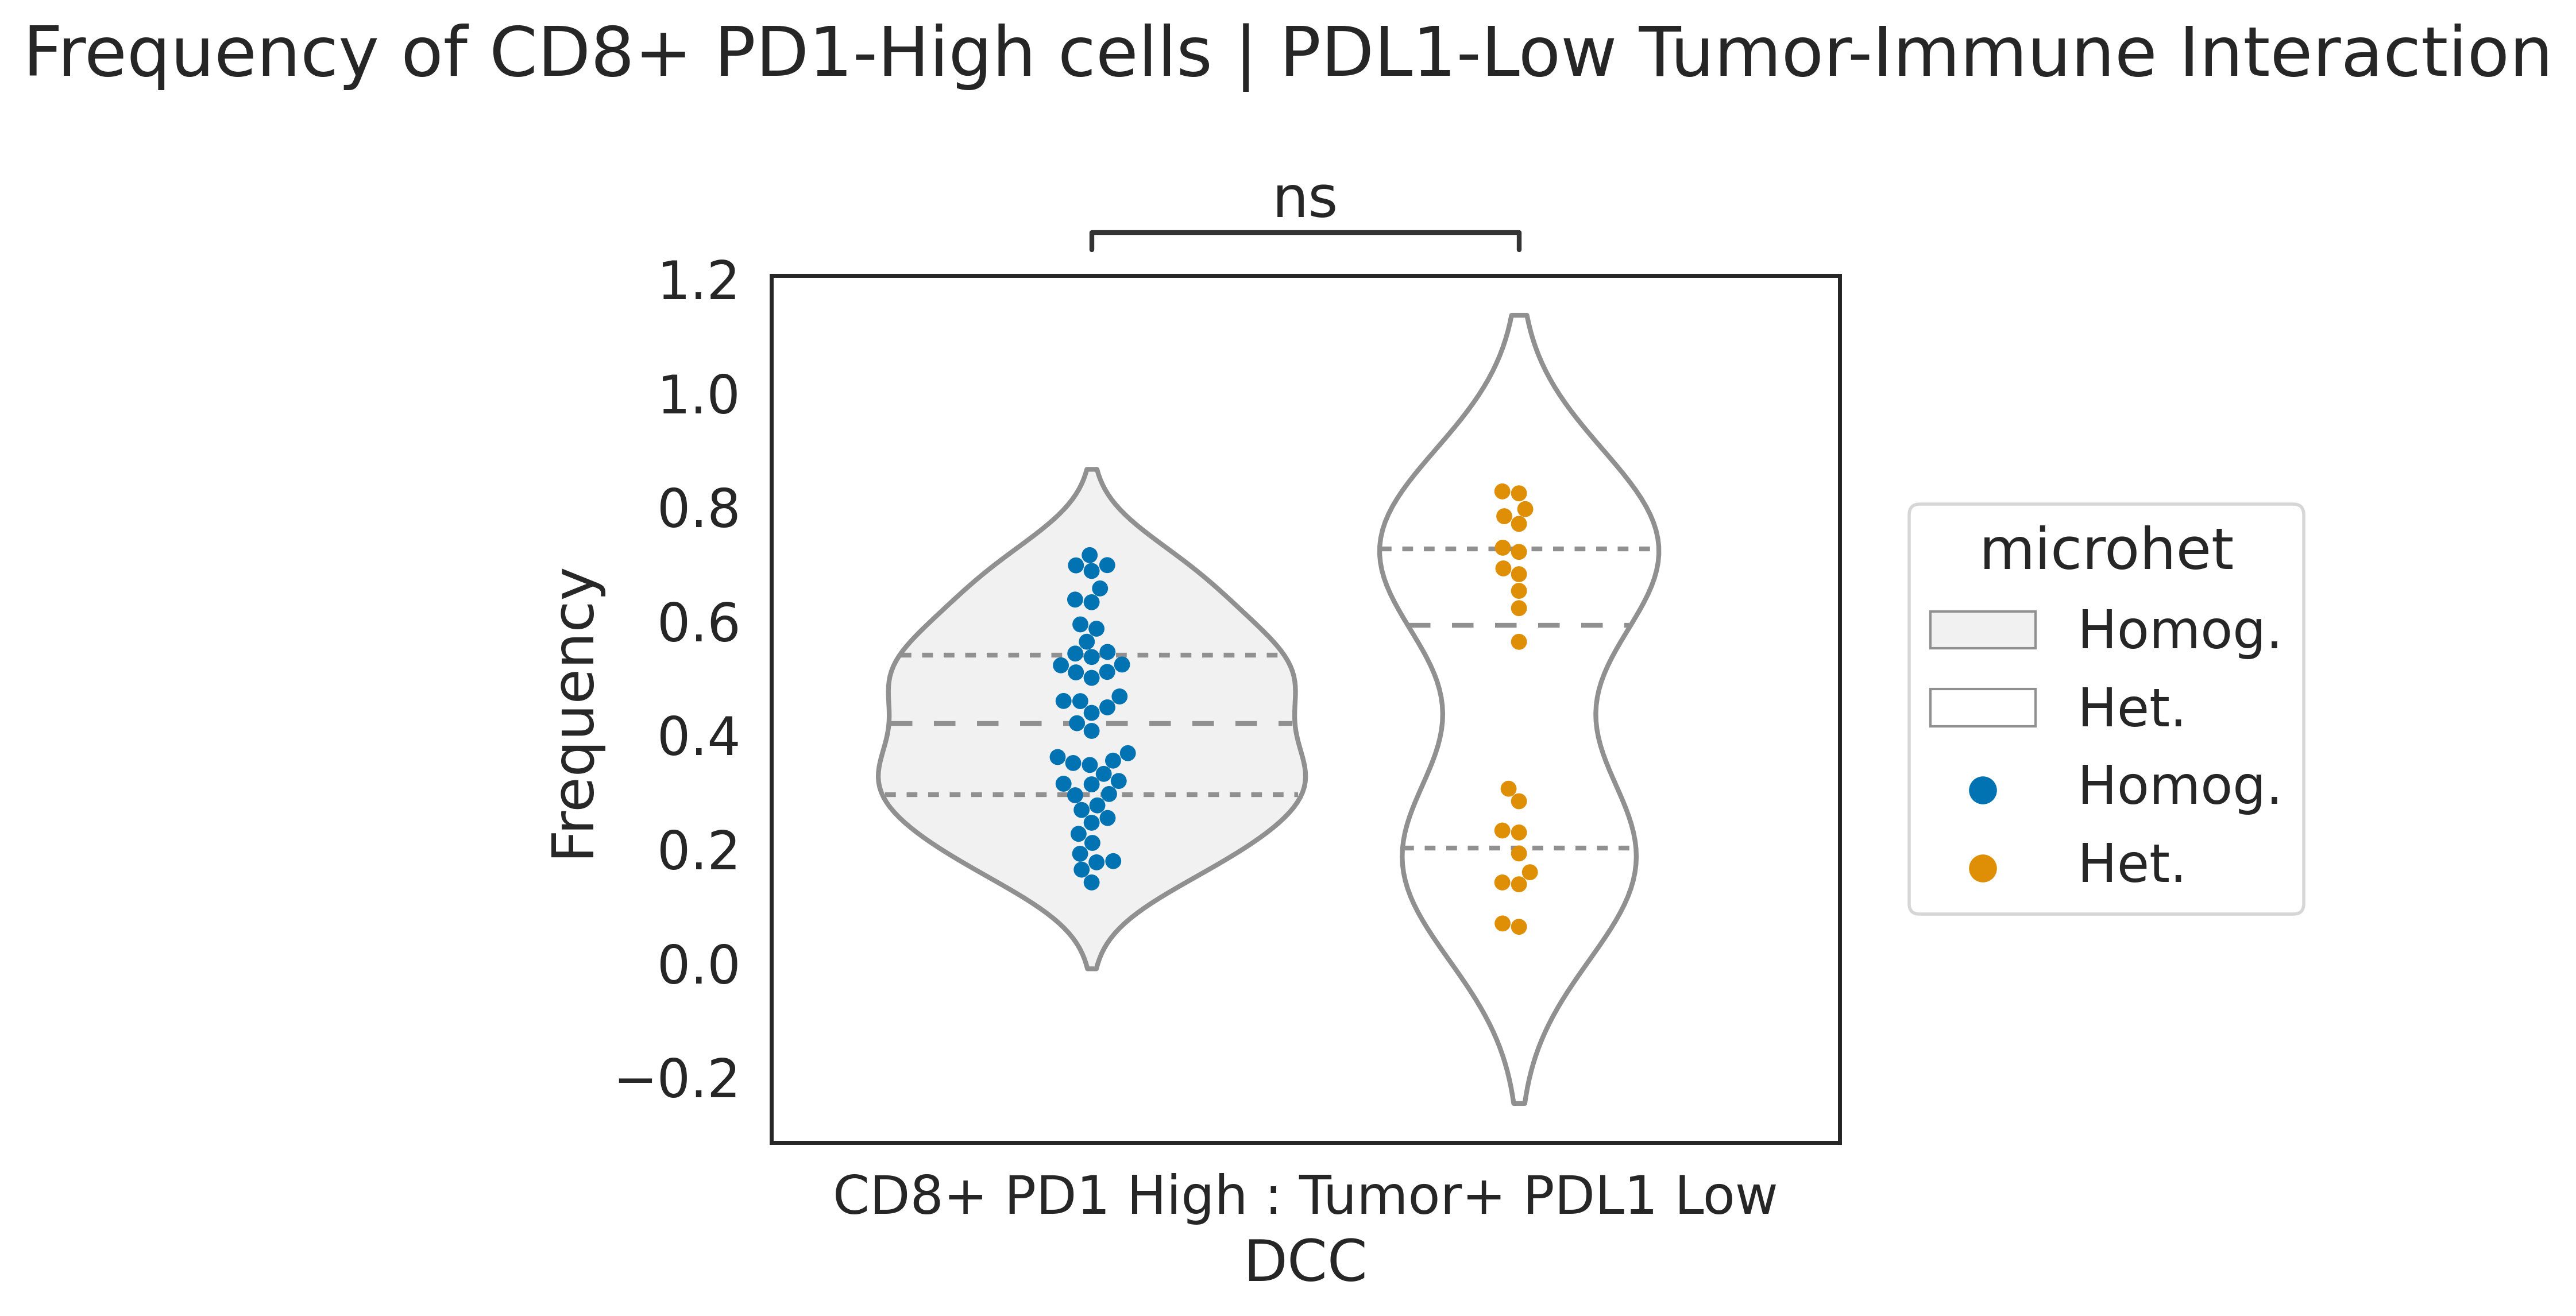 Frequency of CD8+ PD1-High cells | PDL1-Low Tumor-Immune Interaction
ns
1.2
1.0
0.8
0.6
0.4
0.2
0.0
−0.2
Frequency
CD8+ PD1 High : Tumor+ PDL1 Low
DCC
microhet
Homog.
Het.
Homog.
Het.